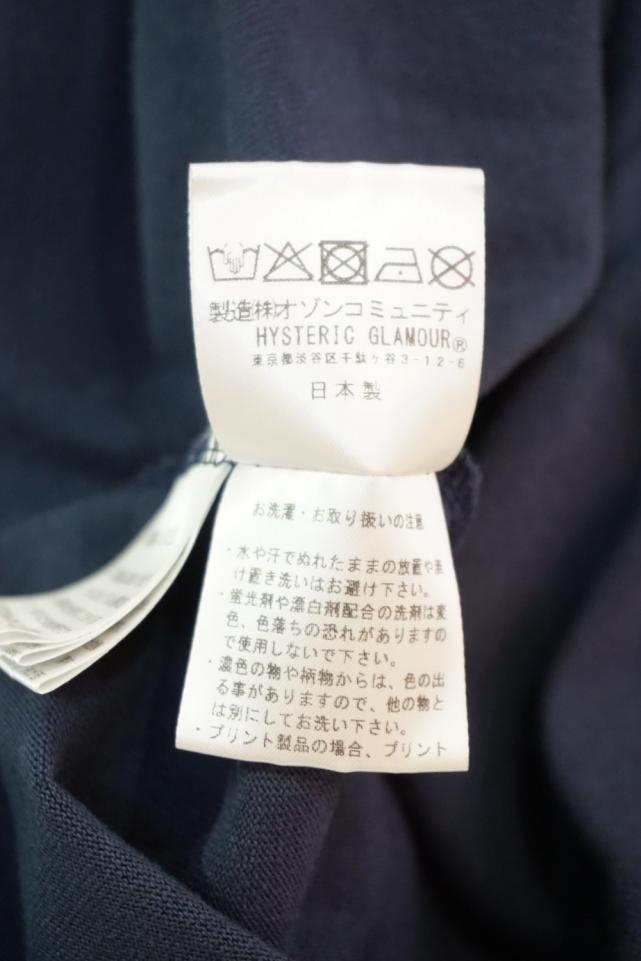 製造㈱オゾンコミュニティ
HYSTERIC GLAMOUR®
東京都渋谷区千駄ヶ谷3-12-6
日本製
お洗濯・お取り扱いの注意
・水や汗でぬれたままの放置や漬
け置き洗いはお避け下さい。
・蛍光剤や漂白剤配合の洗剤は変
色、色落ちの恐れがありますの
で使用しないで下さい。
・濃色の物や柄物からは、色の出
る事がありますので、他の物と
は別にしてお洗い下さい。
・プリント製品の場合、プリント